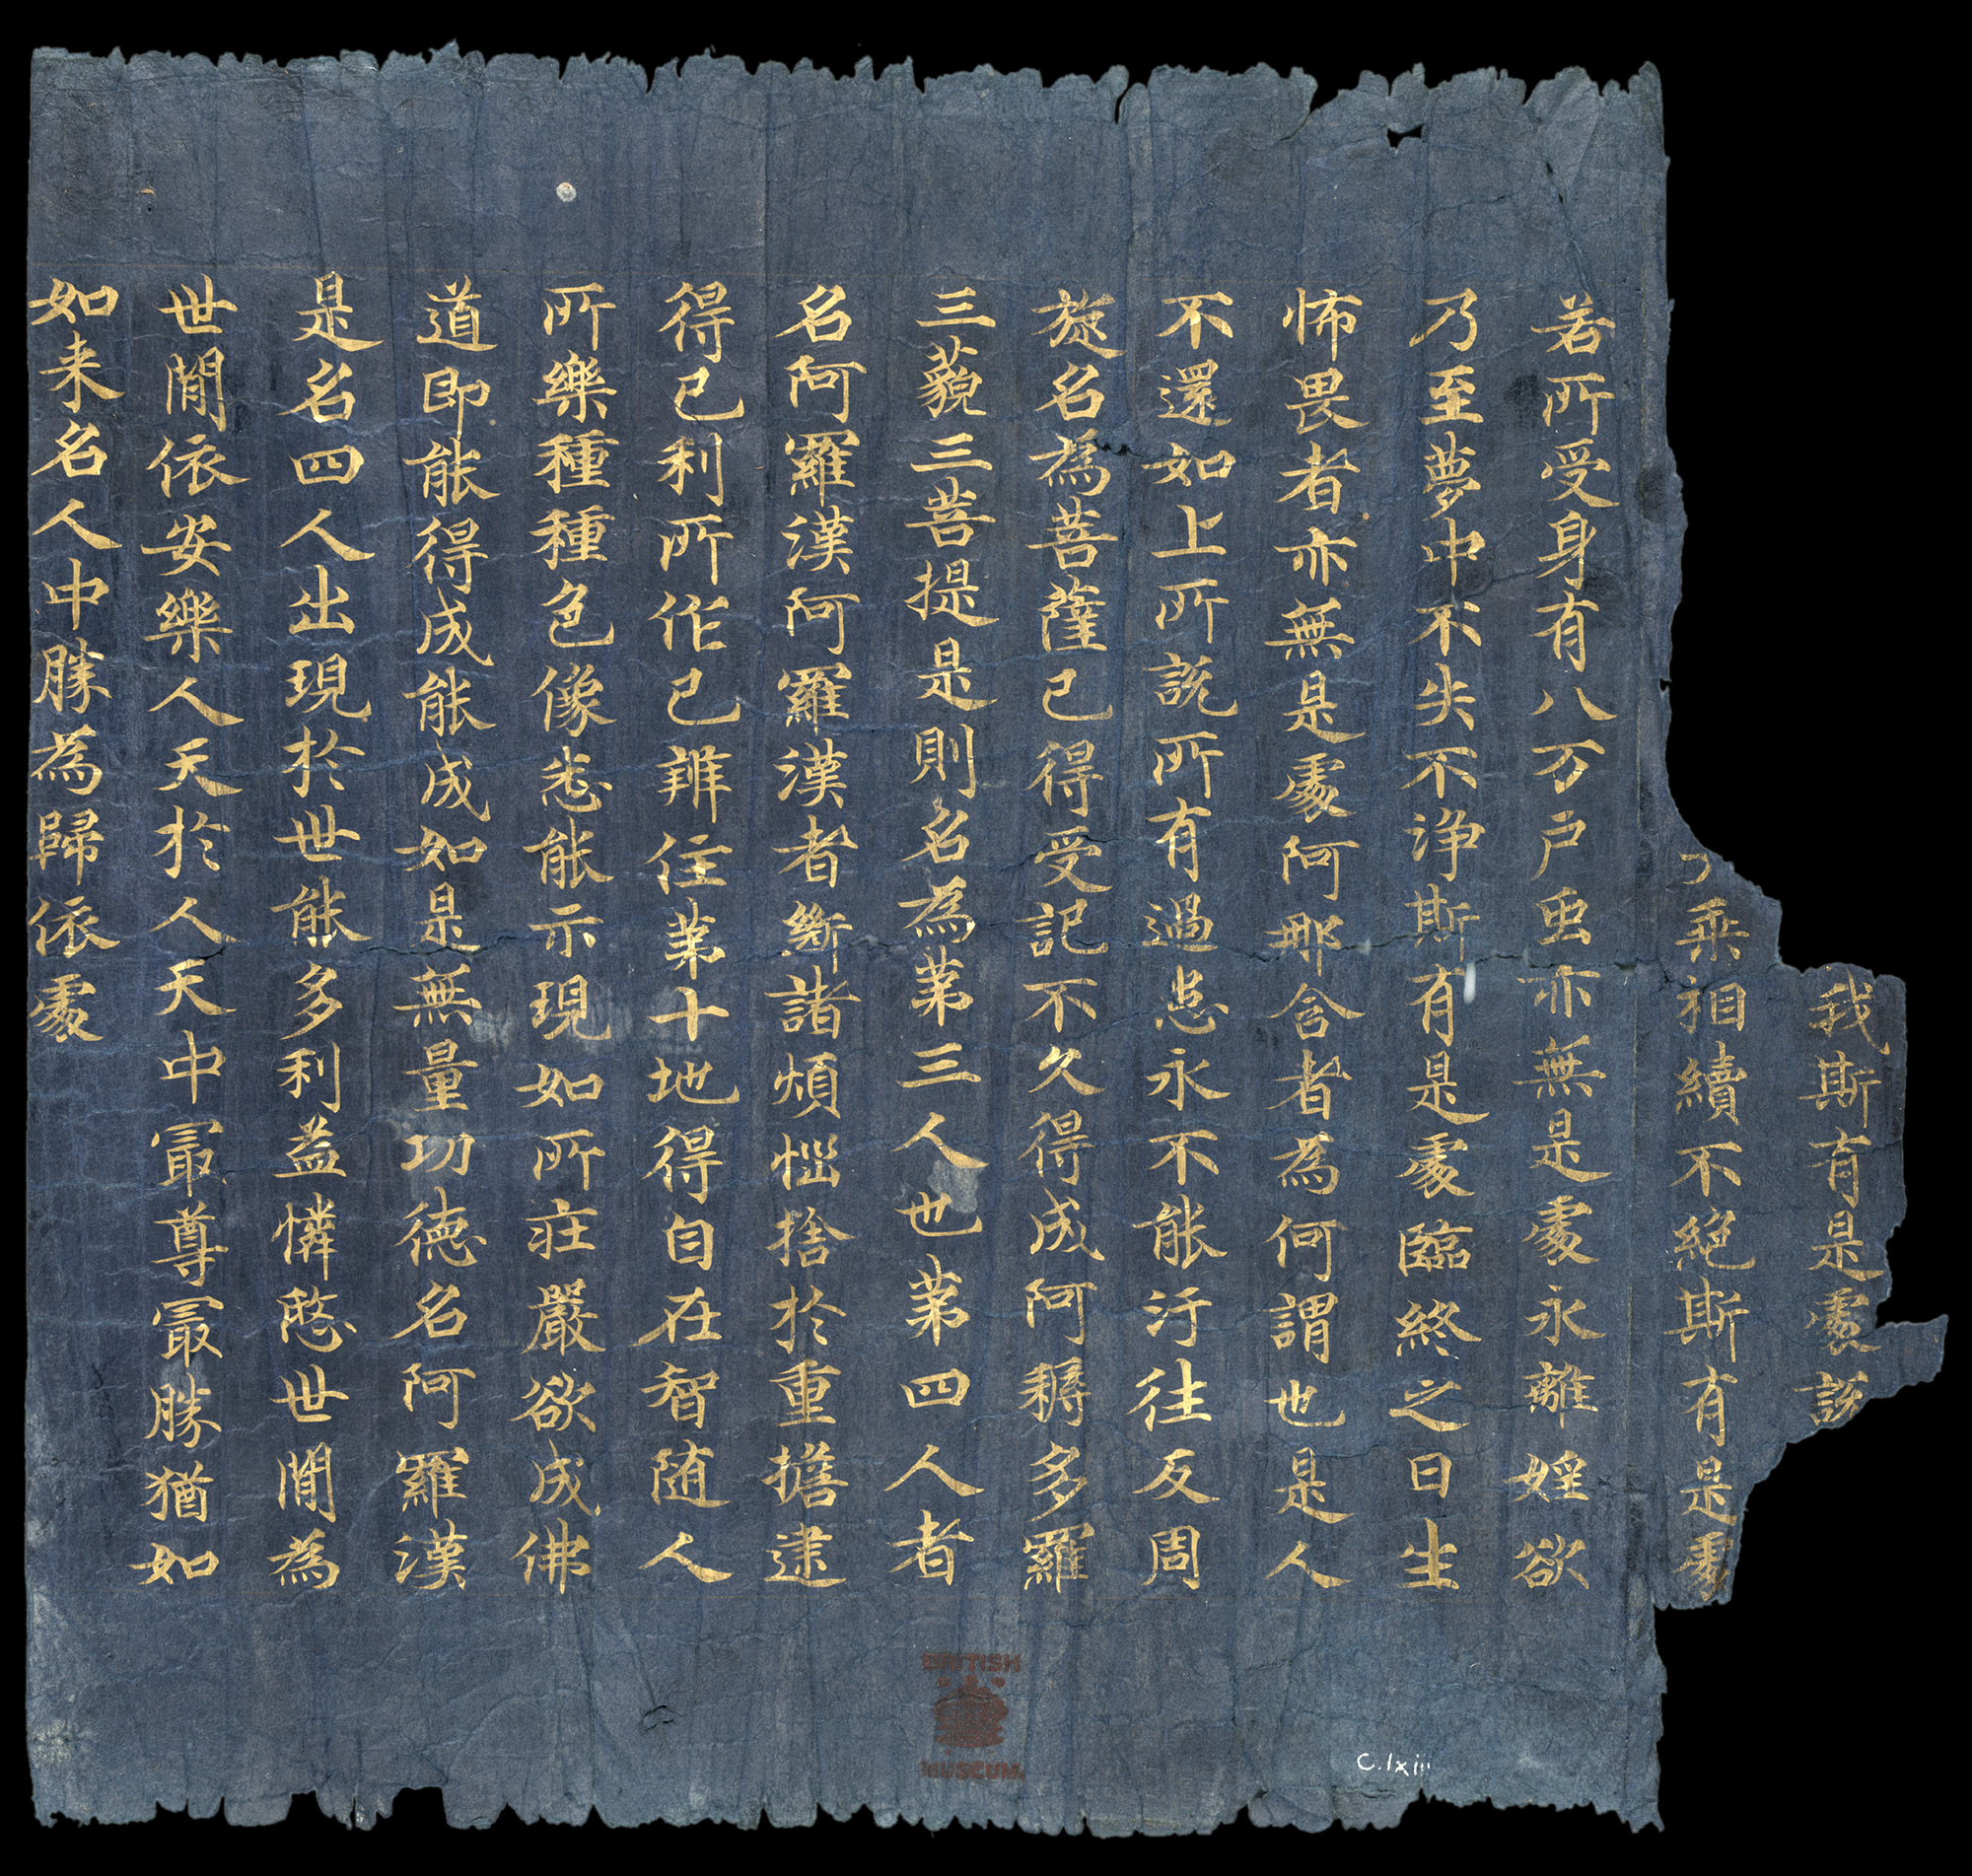 我斯有是處說
乘相續不絕斯有是處
若所受身有八万戶虫亦無是處永離婬欲
乃至夢中不失不淨斯有是處臨終之日生
怖畏者亦無是處阿那含者為何謂也是人
不還如上所說所有過患永不能汙往反周
旋名為菩薩已得受記不久得成阿耨多羅
三藐三菩提是則名為第三人也第四人者
名阿羅漢阿羅漢者斷諸煩惱捨於重擔逮
得已利所作已辦住第十地得自在智随人
所樂種種色像悉能示現如所莊嚴欲成佛
道即能得成能成如是無量功德名阿羅漢
是名四人出現於世能多利益憐愍世間為
世間依安樂人天於人天中冣尊冣勝猶如
如来名人中勝為歸依處
BRITISH
MUSEUM
C.lxiii